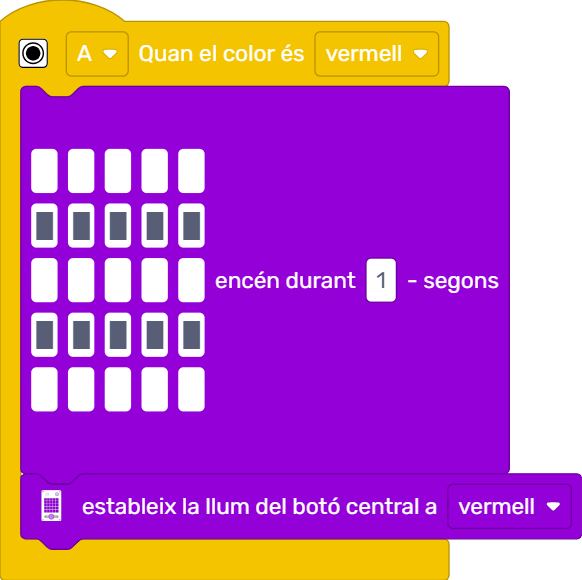 A Quan el color és vermell
encén durant 1 - segons
estableix la llum del botó central a vermell